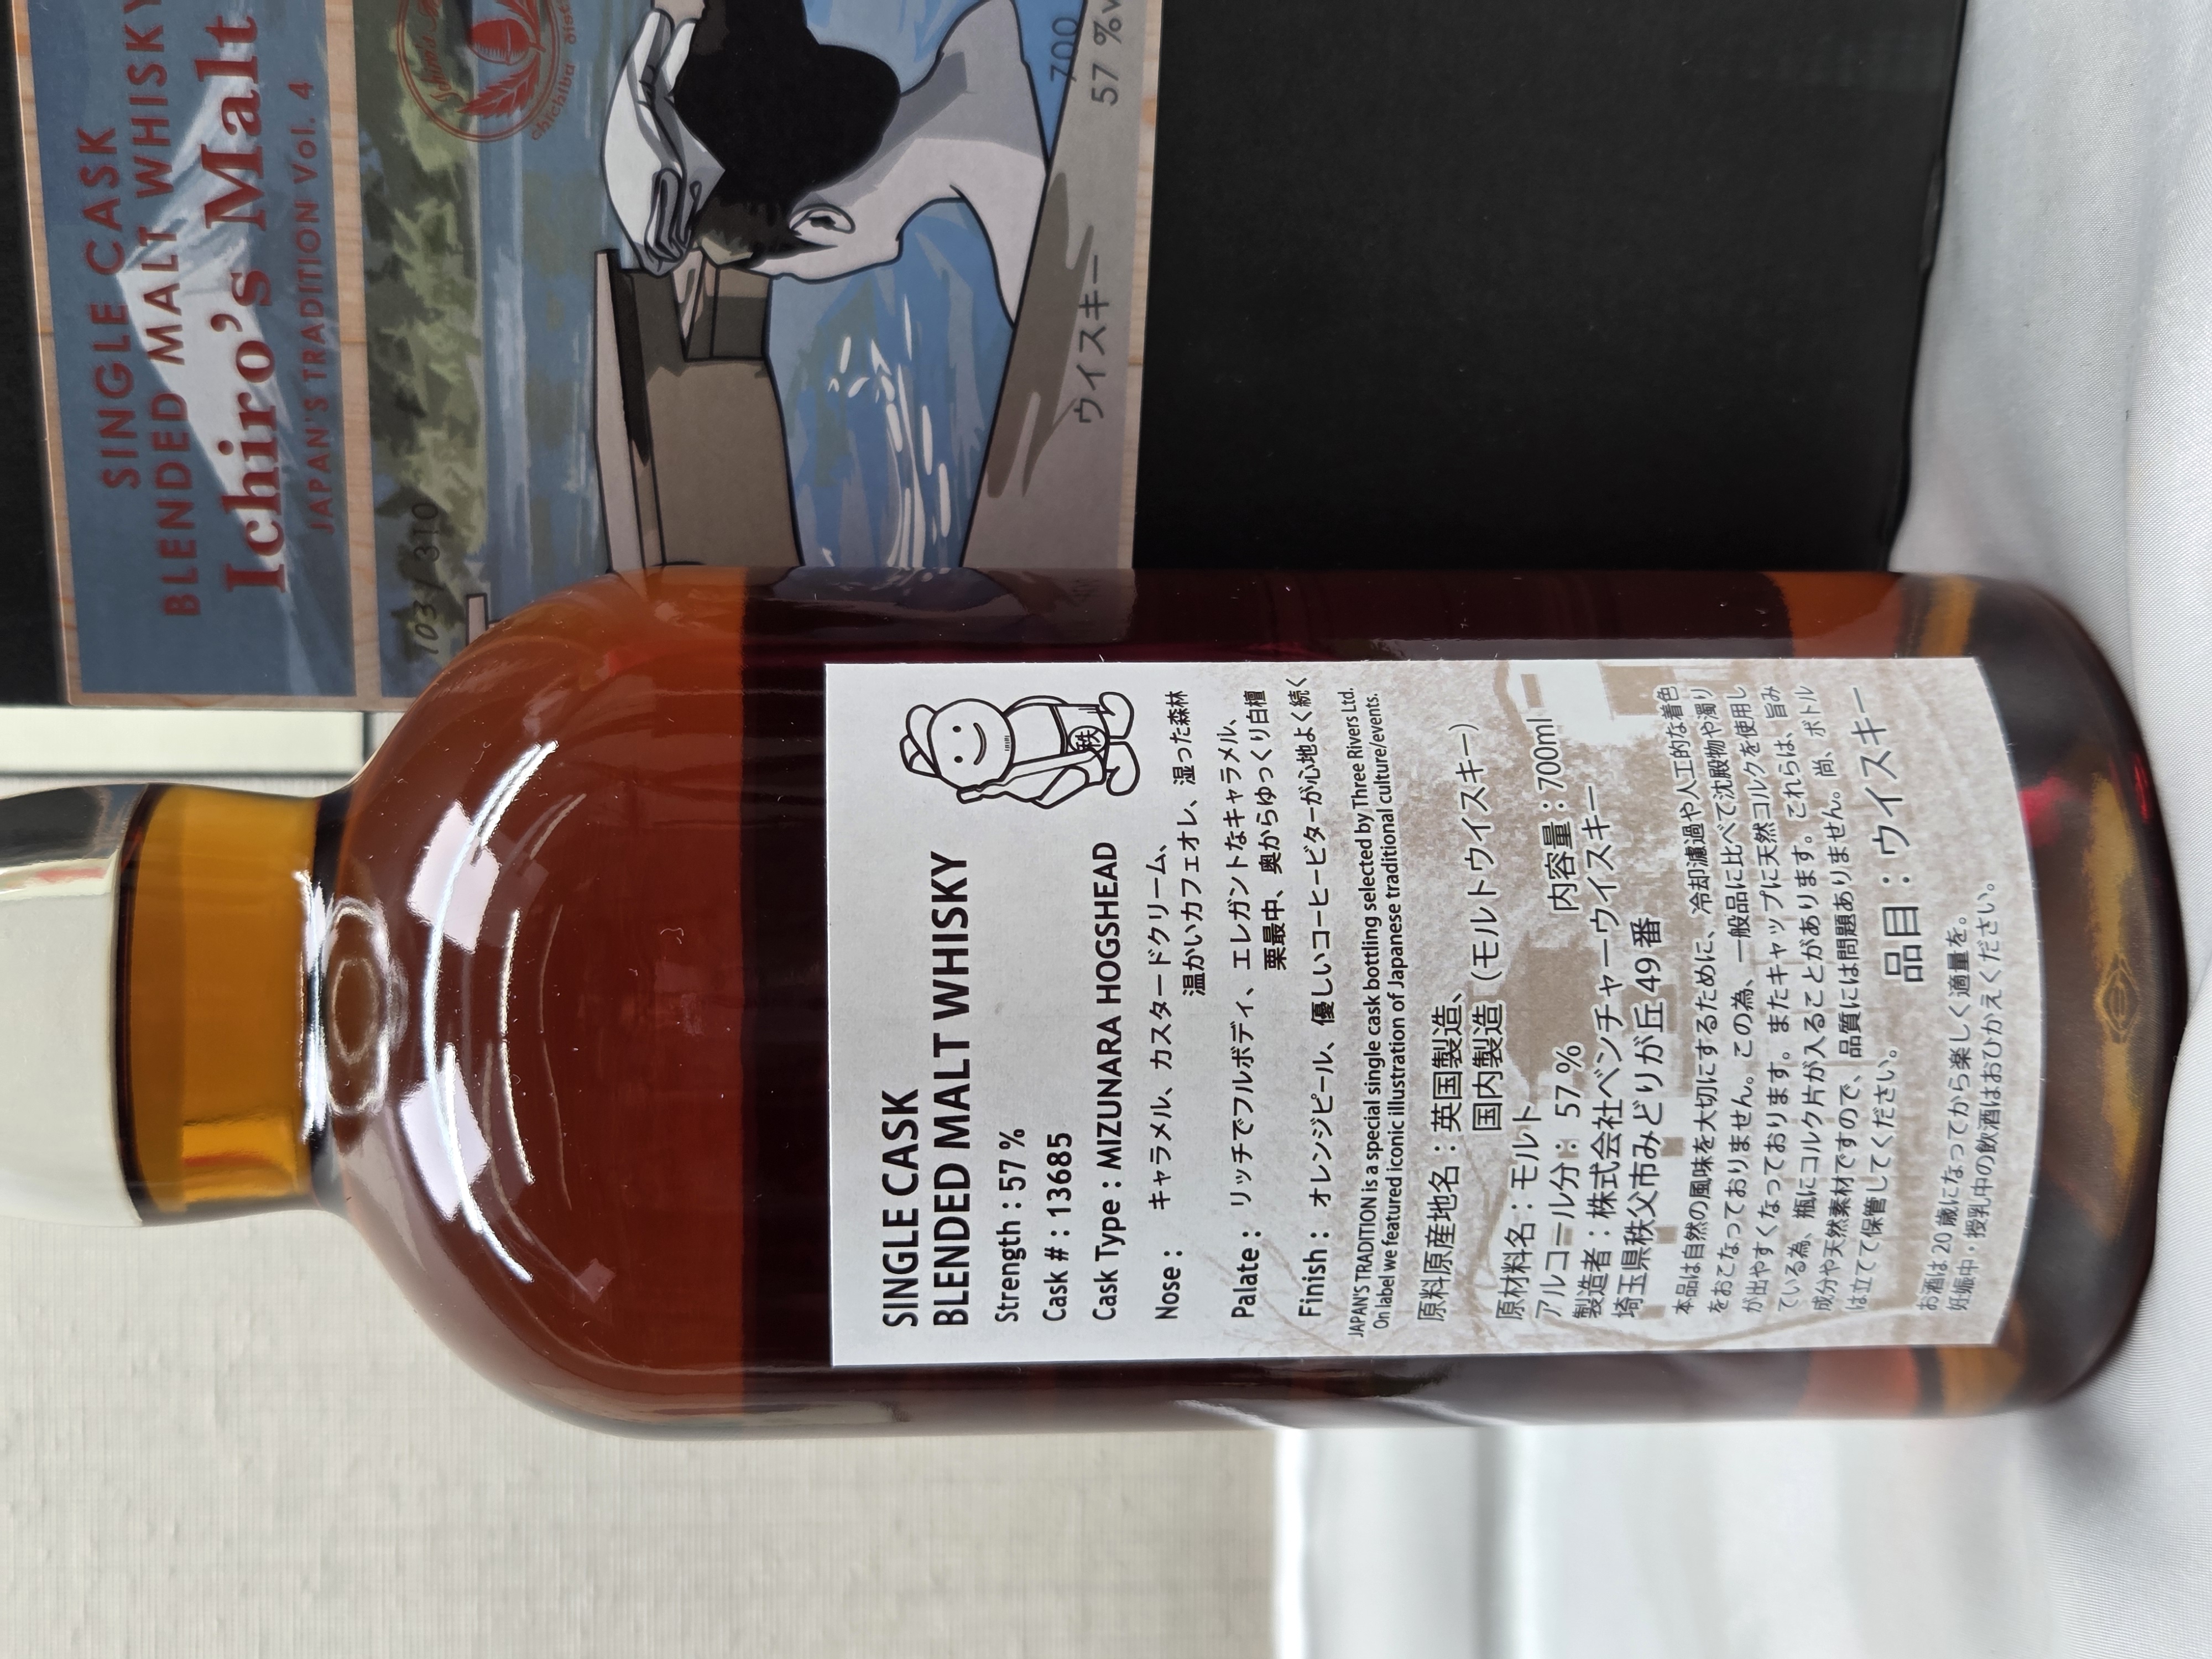 SINGLE CASK
BLENDED MALT WHISKY
Ichiro's Malt
JAPAN'S TRADITION Vol. 4
103/310
chichibu
ウイスキー
700
57 %v
SINGLE CASK
BLENDED MALT WHISKY
Strength : 57 %
Cask # : 13685
Cask Type : MIZUNARA HOGSHEAD
秩
Nose : キャラメル、カスタードクリーム、
温かいカフェオレ、湿った森林
Palate : リッチでフルボディ、エレガントなキャラメル、
栗最中、奥からゆっくり白檀
Finish : オレンジピール、優しいコーヒービターが心地よく続く
JAPAN'S TRADITION is a special single cask bottling selected by Three Rivers Ltd.
On label we featured iconic illustration of Japanese traditional culture/events.
原料原産地名：英国製造、
国内製造（モルトウイスキー）
原材料名：モルト
アルコール分：57 % 内容量：700ml
製造者：株式会社ベンチャーウイスキー
埼玉県秩父市みどりが丘49番
本品は自然の風味を大切にするために、冷却濾過や人工的な着色
をおこなっておりません。この為、一般品に比べて沈殿物や濁り
が出やすくなっております。またキャップに天然コルクを使用し
ている為、瓶にコルク片が入ることがあります。これらは、旨み
成分や天然素材ですので、品質には問題ありません。尚、ボトル
は立てて保管してください。
品目：ウイスキー
お酒は20歳になってから楽しく適量を。
妊娠中・授乳中の飲酒はおひかえください。